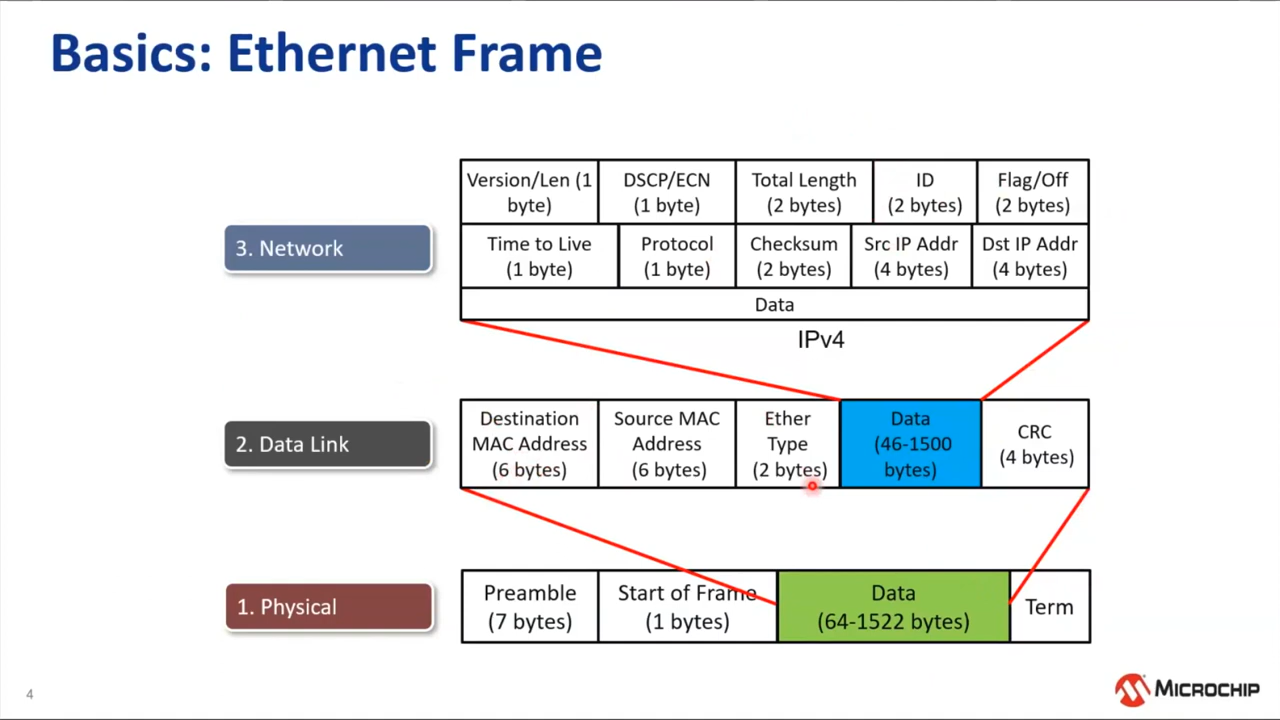 Basics: Ethernet Frame
Version/Len (1
byte)
DSCP/ECN
(1 byte)
Total Length
(2 bytes)
ID
(2 bytes)
Flag/Off
(2 bytes)
3. Network
Time to Live
(1 byte)
Protocol
(1 byte)
Checksum
(2 bytes)
Src IP Addr
(4 bytes)
Dst IP Addr
(4 bytes)
Data
IPv4
2. Data Link
Destination
MAC Address
(6 bytes)
Source MAC
Address
(6 bytes)
Ether
Type
(2 bytes)
Data
(46-1500
bytes)
CRC
(4 bytes)
1. Physical
Preamble
(7 bytes)
Start of Frame
(1 bytes)
Data
(64-1522 bytes)
Term
4
MICROCHIP